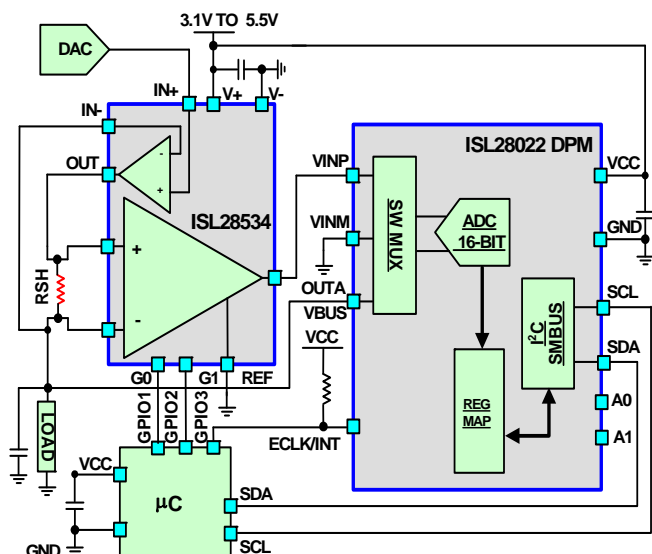 3.1V TO 5.5V
DAC
IN+
V+
V-
IN-
OUT
-
+
ISL28534
+
-
RSH
G0
G1
REF
LOAD
GPIO1
GPIO2
GPIO3
VCC
GND
µC
SDA
SCL
ISL28022 DPM
VINP
VINM
OUTA
VBUS
VCC
ECLK/INT
SW MUX
ADC
16-BIT
REG
MAP
I²C
SMBUS
VCC
GND
SCL
SDA
A0
A1